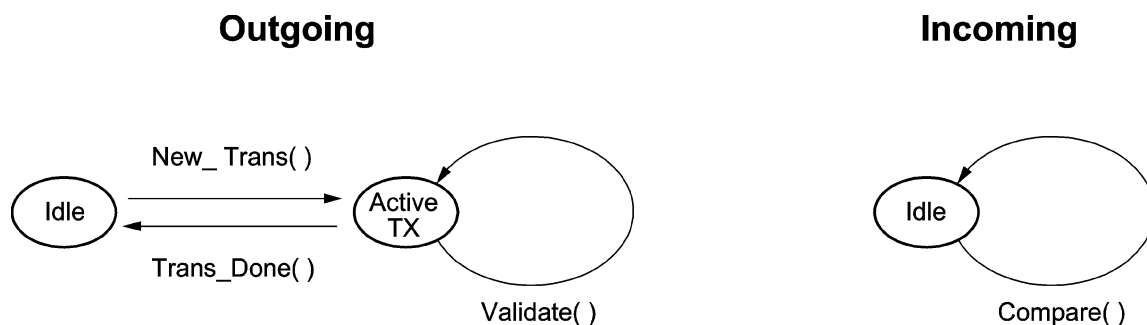 Outgoing
Incoming
New_ Trans( )
Idle
Active
TX
Idle
Trans_Done( )
Validate( )
Compare( )